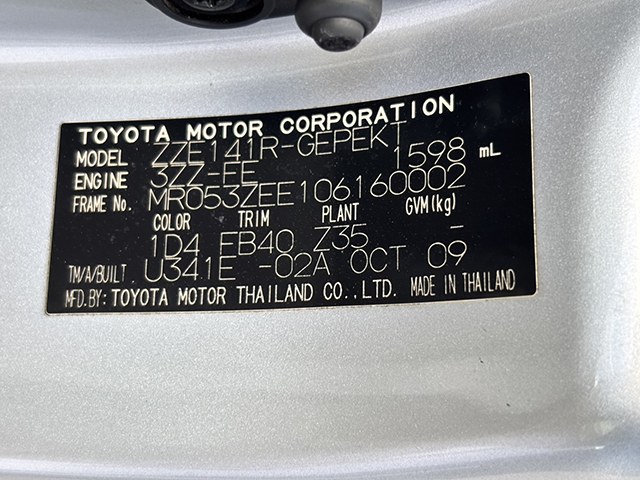 TOYOTA MOTOR CORPORATION
MODEL ZZE141R-GEPEKT
ENGINE 3ZZ-FE 1598 mL
FRAME No. MR053ZEE106160002
COLOR TRIM PLANT GVM(kg)
1D4 FB40 Z35 -
TM/A/BUILT U341E -02A OCT 09
MFD.BY: TOYOTA MOTOR THAILAND CO.,LTD. MADE IN THAILAND